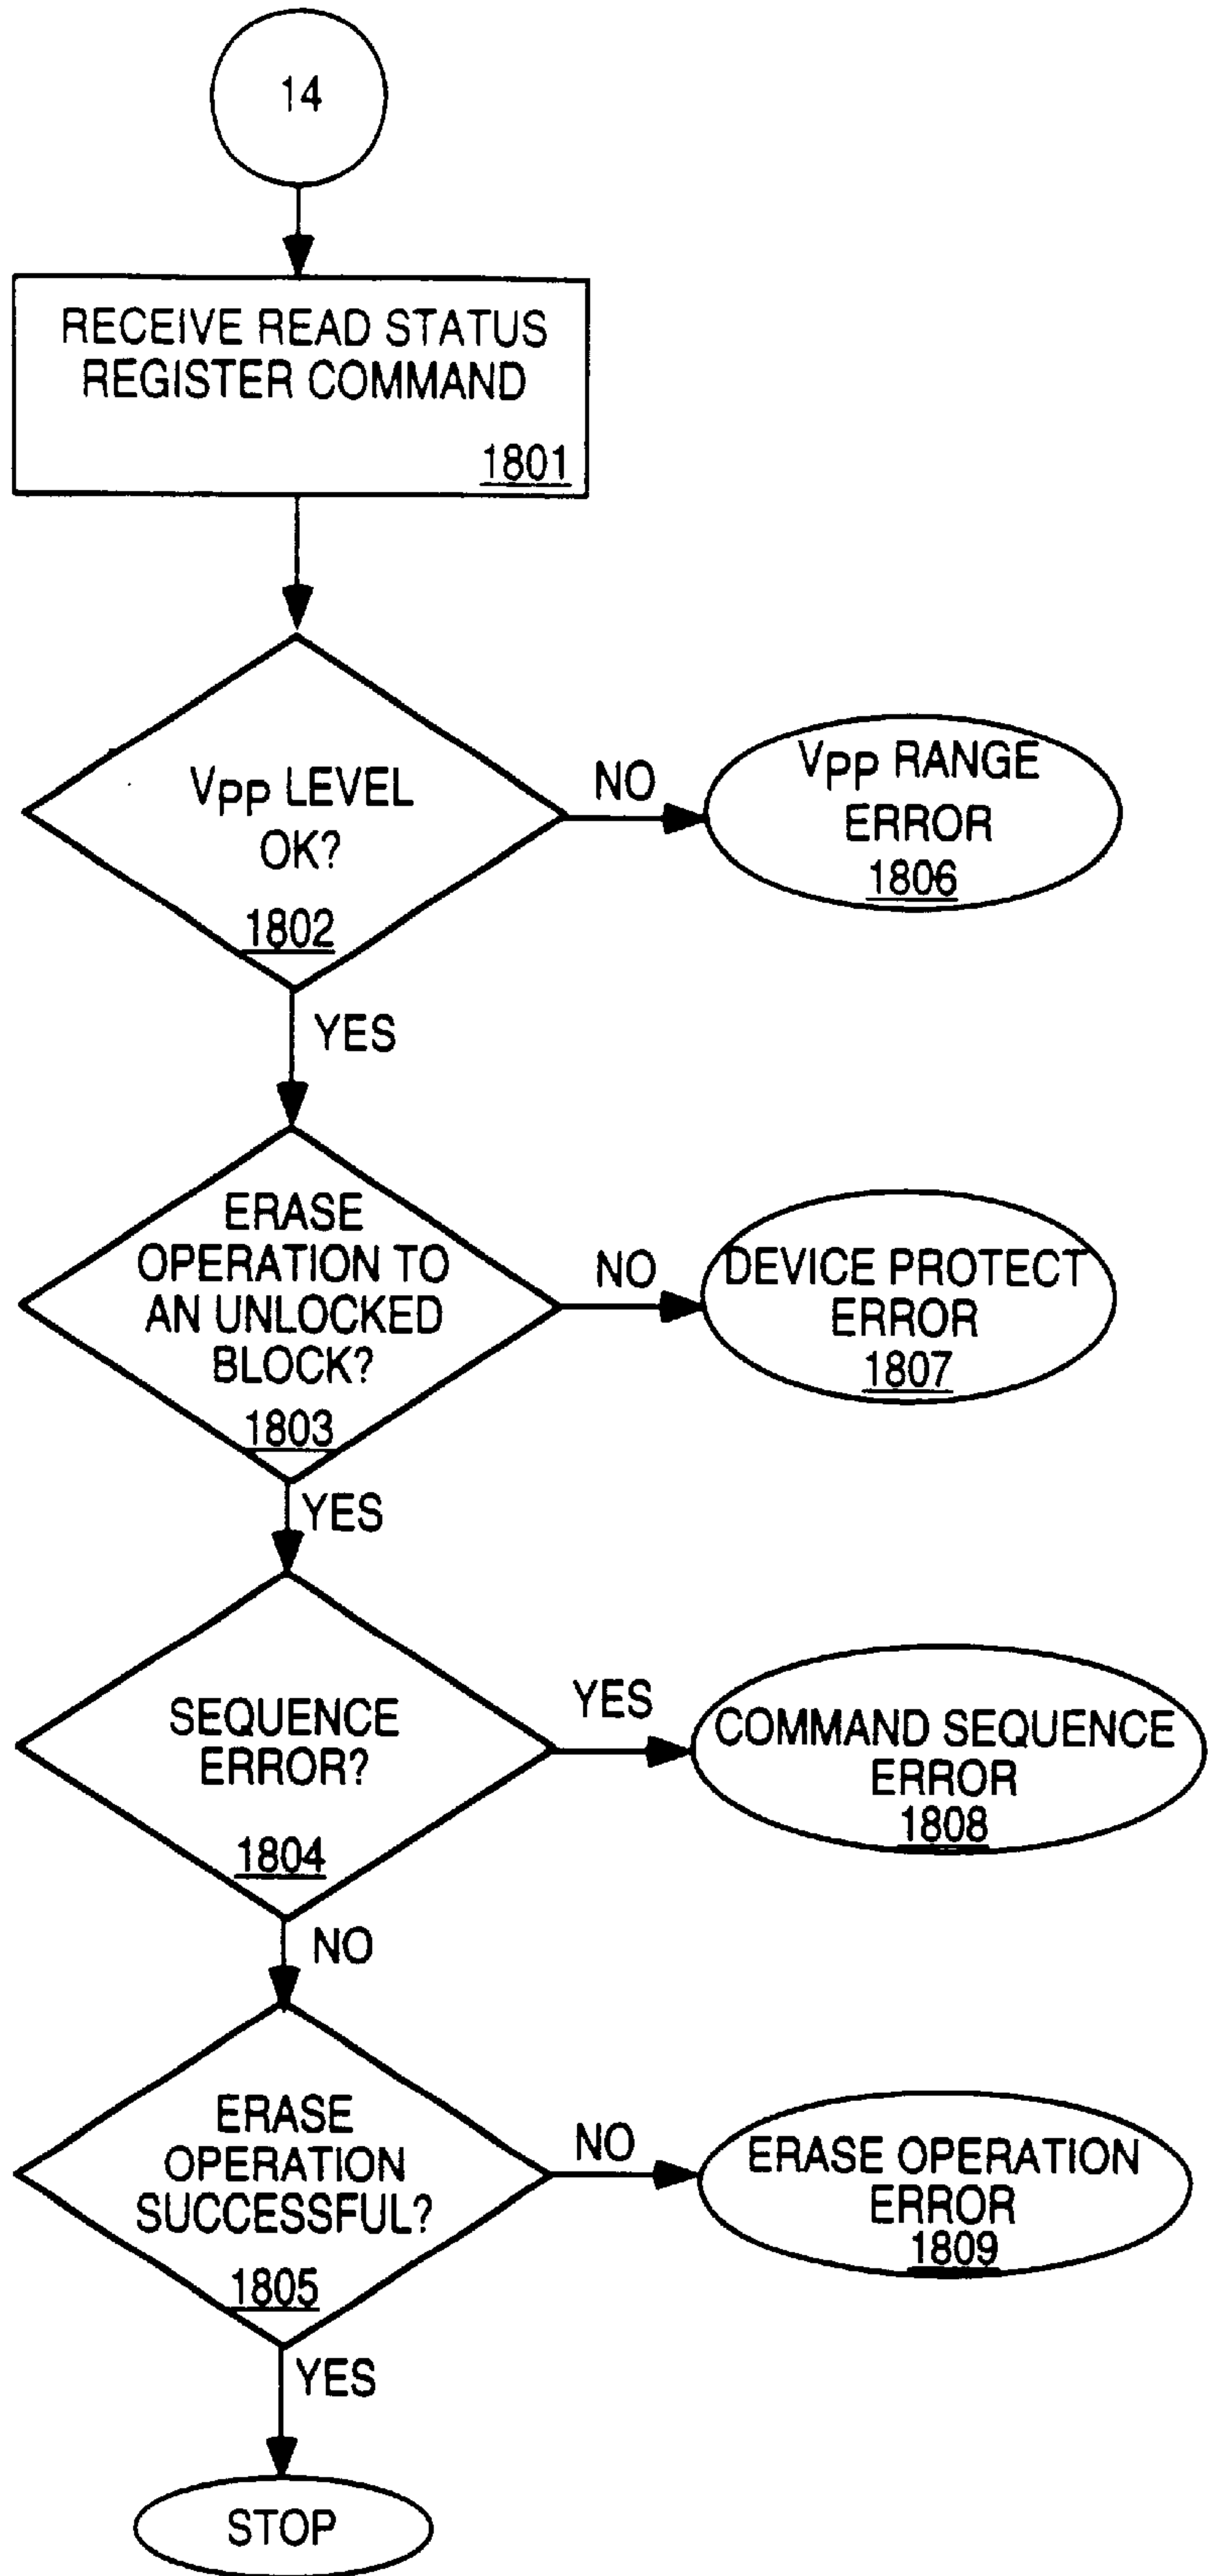 14
RECEIVE READ STATUS
REGISTER COMMAND
1801
Vpp LEVEL
OK?
1802
NO
Vpp RANGE
ERROR
1806
YES
ERASE
OPERATION TO
AN UNLOCKED
BLOCK?
1803
NO
DEVICE PROTECT
ERROR
1807
YES
SEQUENCE
ERROR?
1804
YES
COMMAND SEQUENCE
ERROR
1808
NO
ERASE
OPERATION
SUCCESSFUL?
1805
NO
ERASE OPERATION
ERROR
1809
YES
STOP